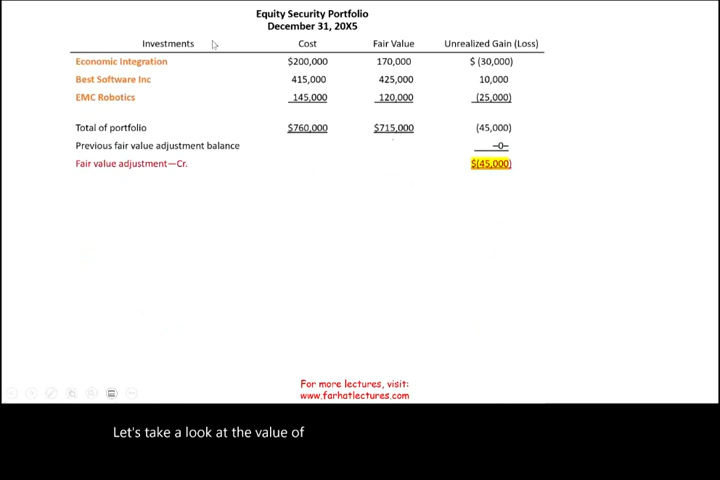 Equity Security Portfolio
December 31, 20X5
Investments Cost Fair Value Unrealized Gain (Loss)
Economic Integration $200,000 170,000 $ (30,000)
Best Software Inc 415,000 425,000 10,000
EMC Robotics 145,000 120,000 (25,000)
Total of portfolio $760,000 $715,000 (45,000)
Previous fair value adjustment balance –0–
Fair value adjustment—Cr. $(45,000)
For more lectures, visit:
www.farhatlectures.com
Let's take a look at the value of